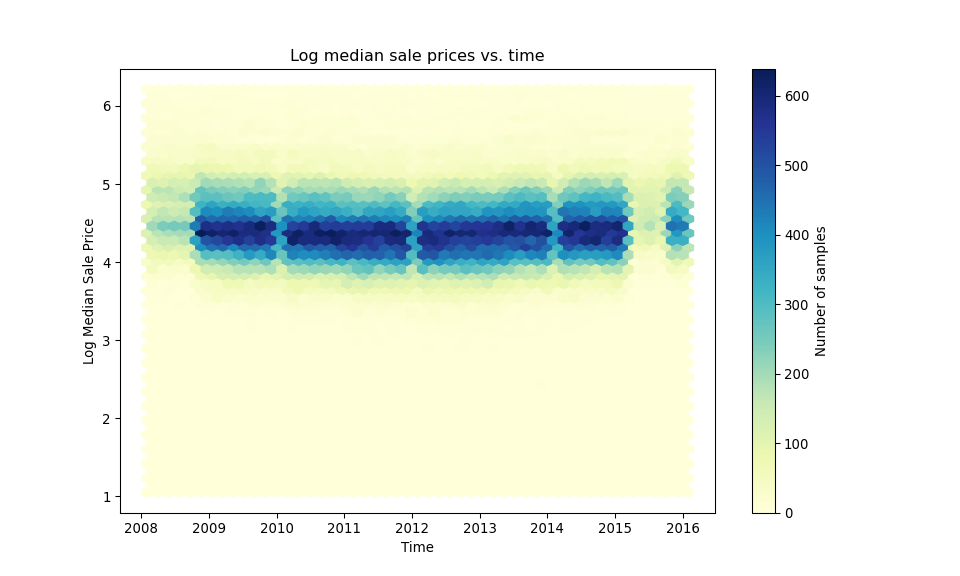 Log median sale prices vs. time
Log Median Sale Price
6
5
4
3
2
1
2008 2009 2010 2011 2012 2013 2014 2015 2016
Time
600
500
400
300
200
100
0
Number of samples